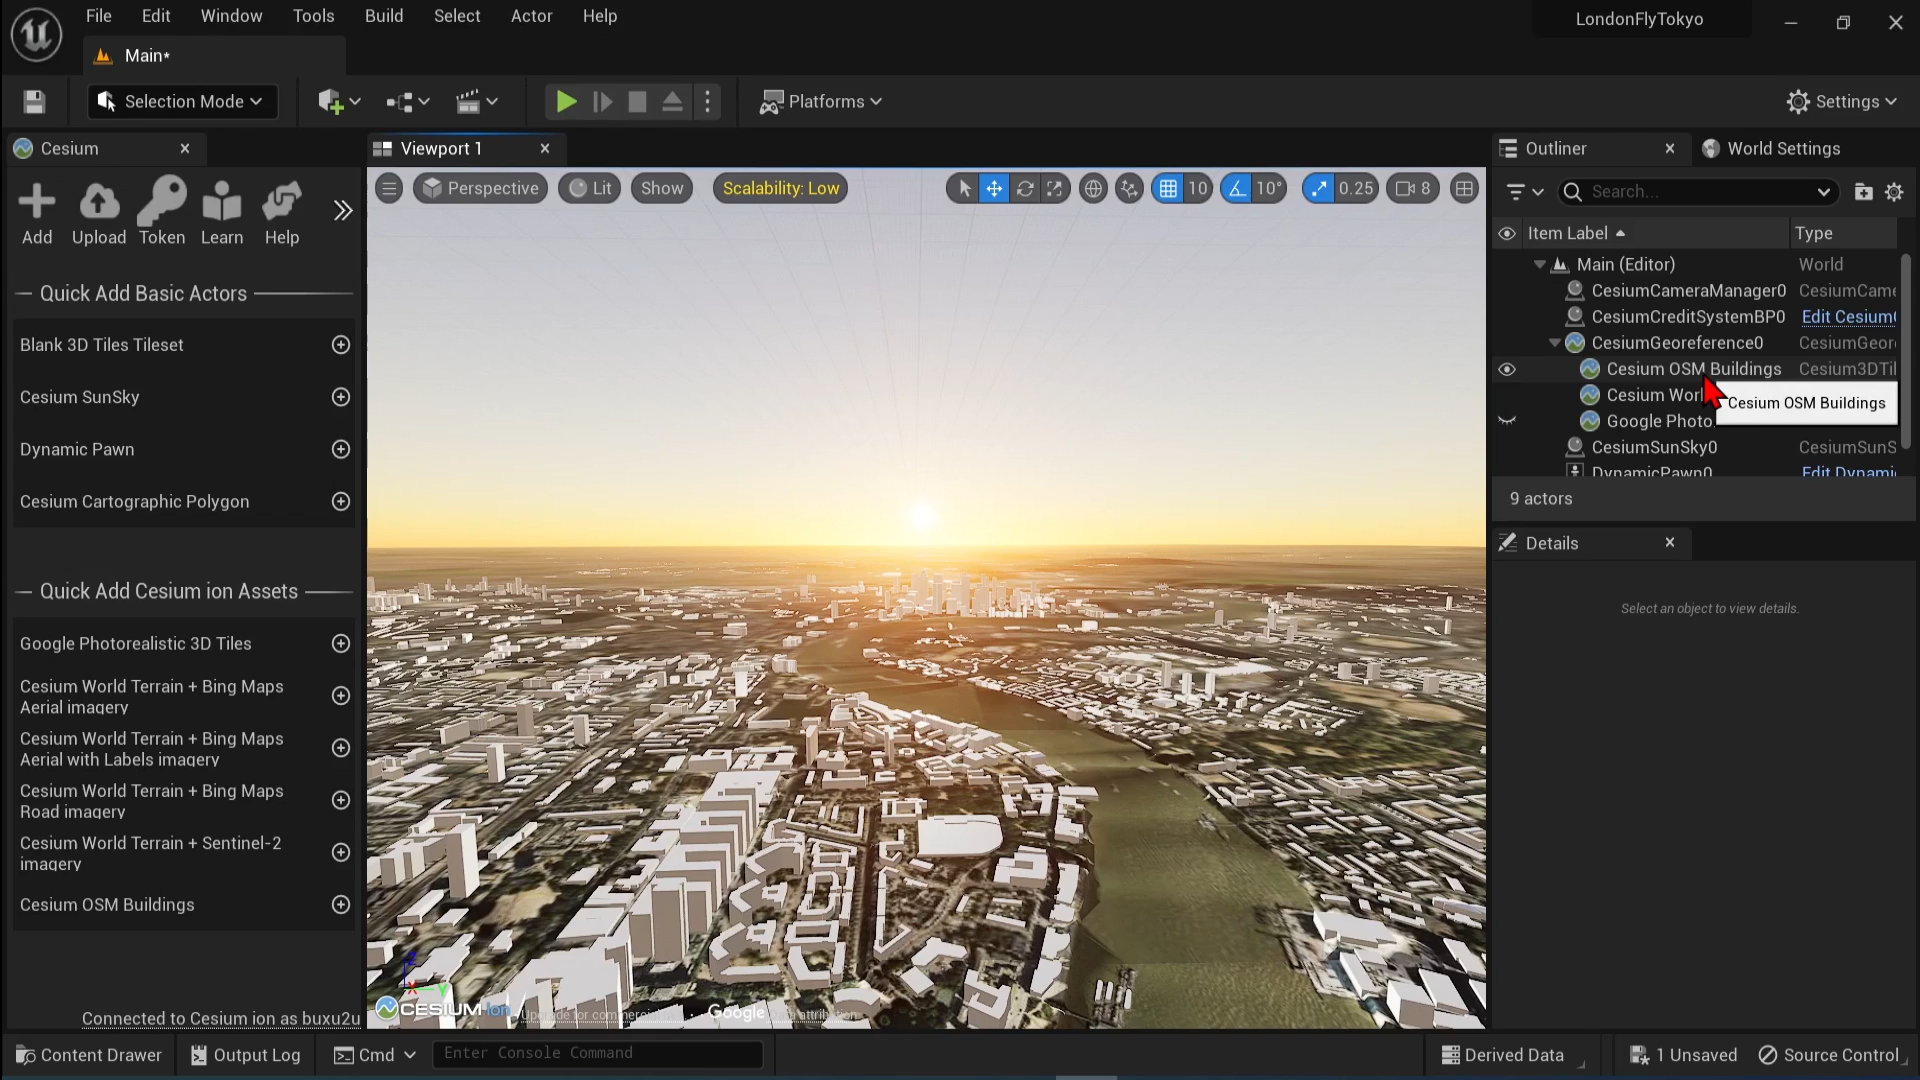 File Edit Window Tools Build Select Actor Help
LondonFlyTokyo
Main*
Selection Mode
Platforms
Settings
Cesium
Viewport 1
Outliner
World Settings
Perspective
Lit
Show
Scalability: Low
10
10°
0.25
8
Search...
Add Upload Token Learn Help
Item Label
Type
Main (Editor) World
CesiumCameraManager0 CesiumCame
CesiumCreditSystemBP0 Edit Cesium
CesiumGeoreference0 CesiumGeor
Cesium OSM Buildings Cesium3DTil
Cesium Worl
Cesium OSM Buildings
Google Photo
CesiumSunSky0 CesiumSunS
DynamicPawn0 Edit Dynami
9 actors
Details
Select an object to view details.
Quick Add Basic Actors
Blank 3D Tiles Tileset
Cesium SunSky
Dynamic Pawn
Cesium Cartographic Polygon
Quick Add Cesium ion Assets
Google Photorealistic 3D Tiles
Cesium World Terrain + Bing Maps
Aerial imagery
Cesium World Terrain + Bing Maps
Aerial with Labels imagery
Cesium World Terrain + Bing Maps
Road imagery
Cesium World Terrain + Sentinel-2
imagery
Cesium OSM Buildings
Connected to Cesium ion as buxu2u
Z
X
Y
CESIUM ion
Upgrade for commercial
Google
attribution
Content Drawer
Output Log
Cmd
Enter Console Command
Derived Data
1 Unsaved
Source Control